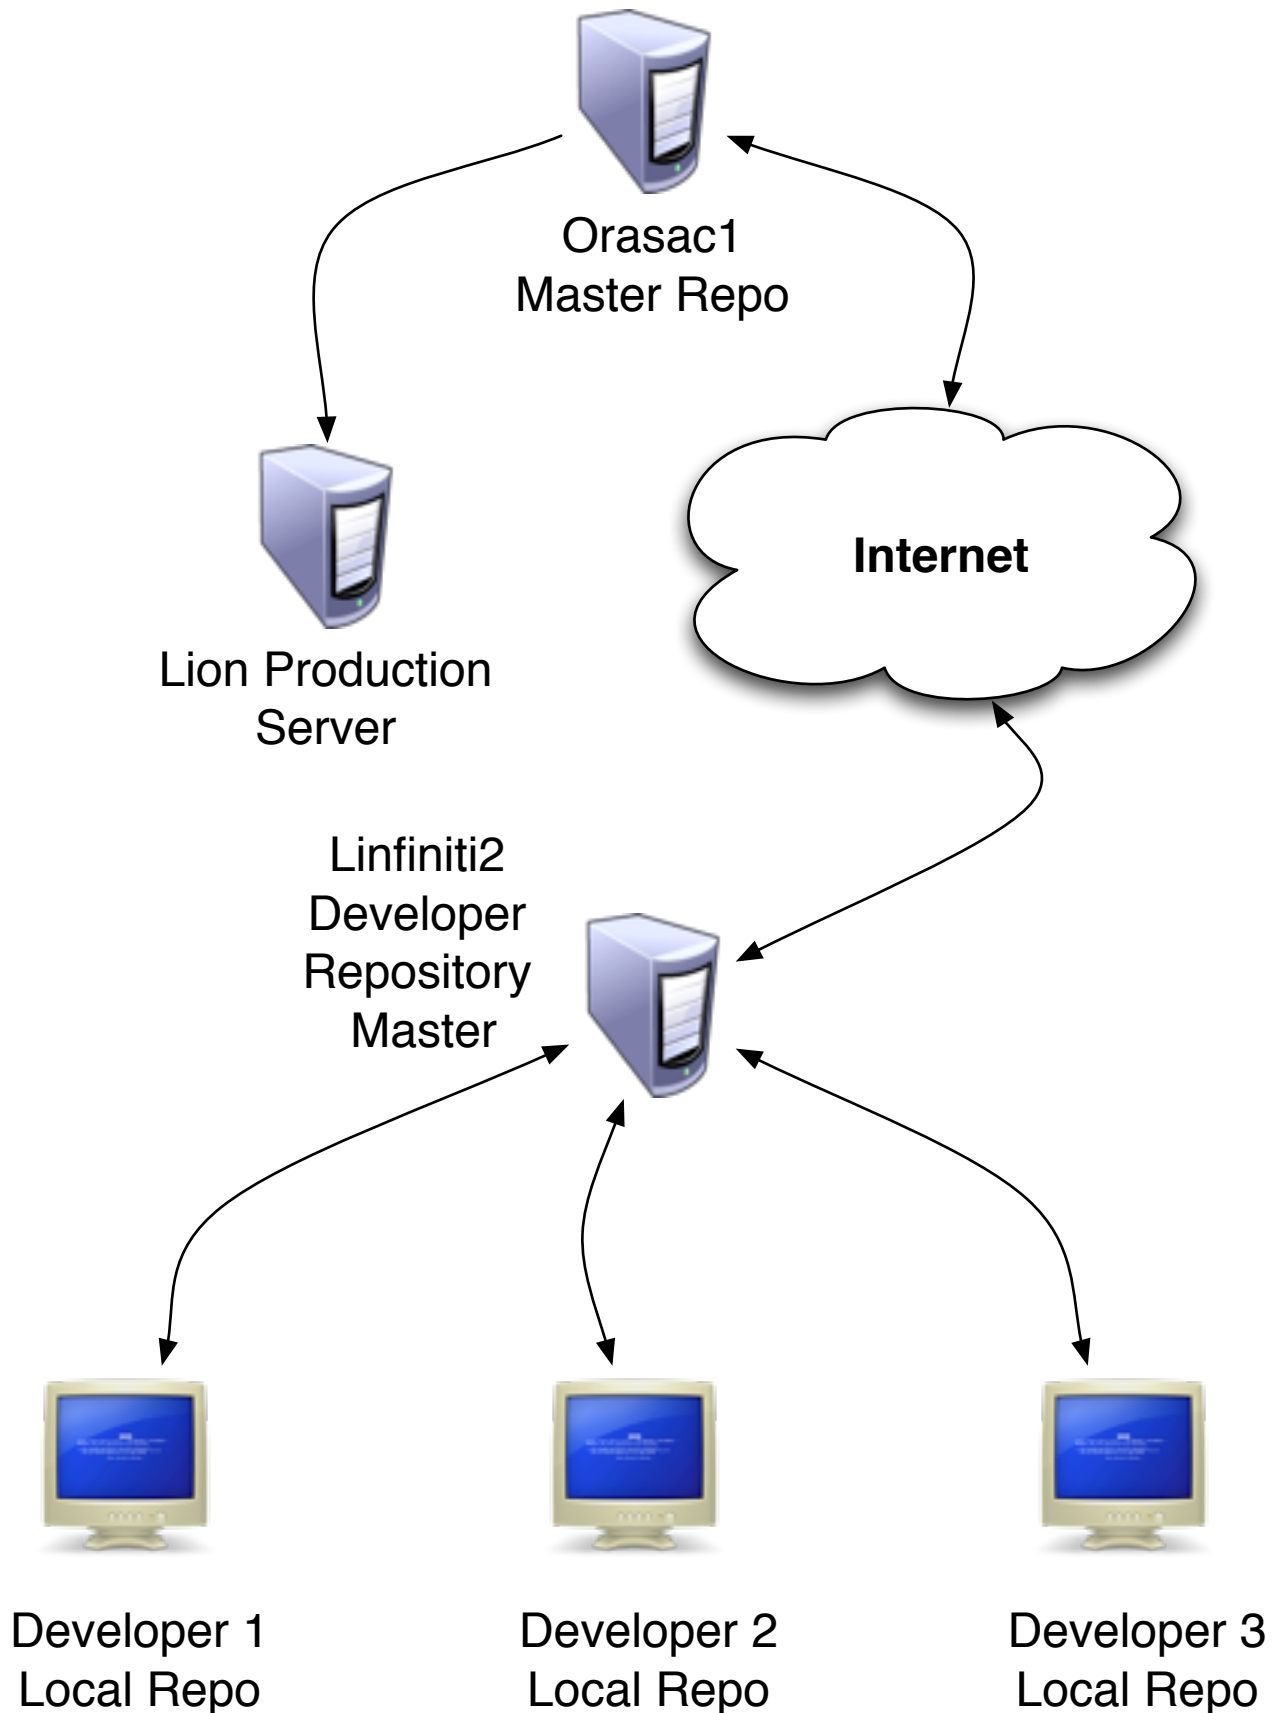 Orasac1
Master Repo
Internet
Lion Production
Server
Linfiniti2
Developer
Repository
Master
Developer 1
Local Repo
Developer 2
Local Repo
Developer 3
Local Repo